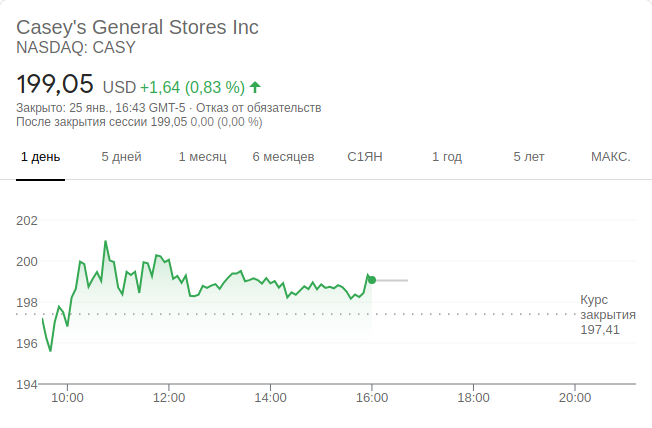 Casey's General Stores Inc
NASDAQ: CASY
199,05 USD +1,64 (0,83 %)
Закрыто: 25 янв., 16:43 GMT-5 · Отказ от обязательств
После закрытия сессии 199,05 0,00 (0,00 %)
1 день 5 дней 1 месяц 6 месяцев С1ЯН 1 год 5 лет МАКС.
202
200
198
196
194
Курс
закрытия
197,41
10:00 12:00 14:00 16:00 18:00 20:00